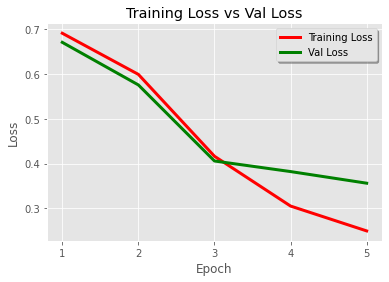 Training Loss vs Val Loss
Training Loss
Val Loss
0.7
0.6
0.5
0.4
0.3
Loss
1 2 3 4 5
Epoch